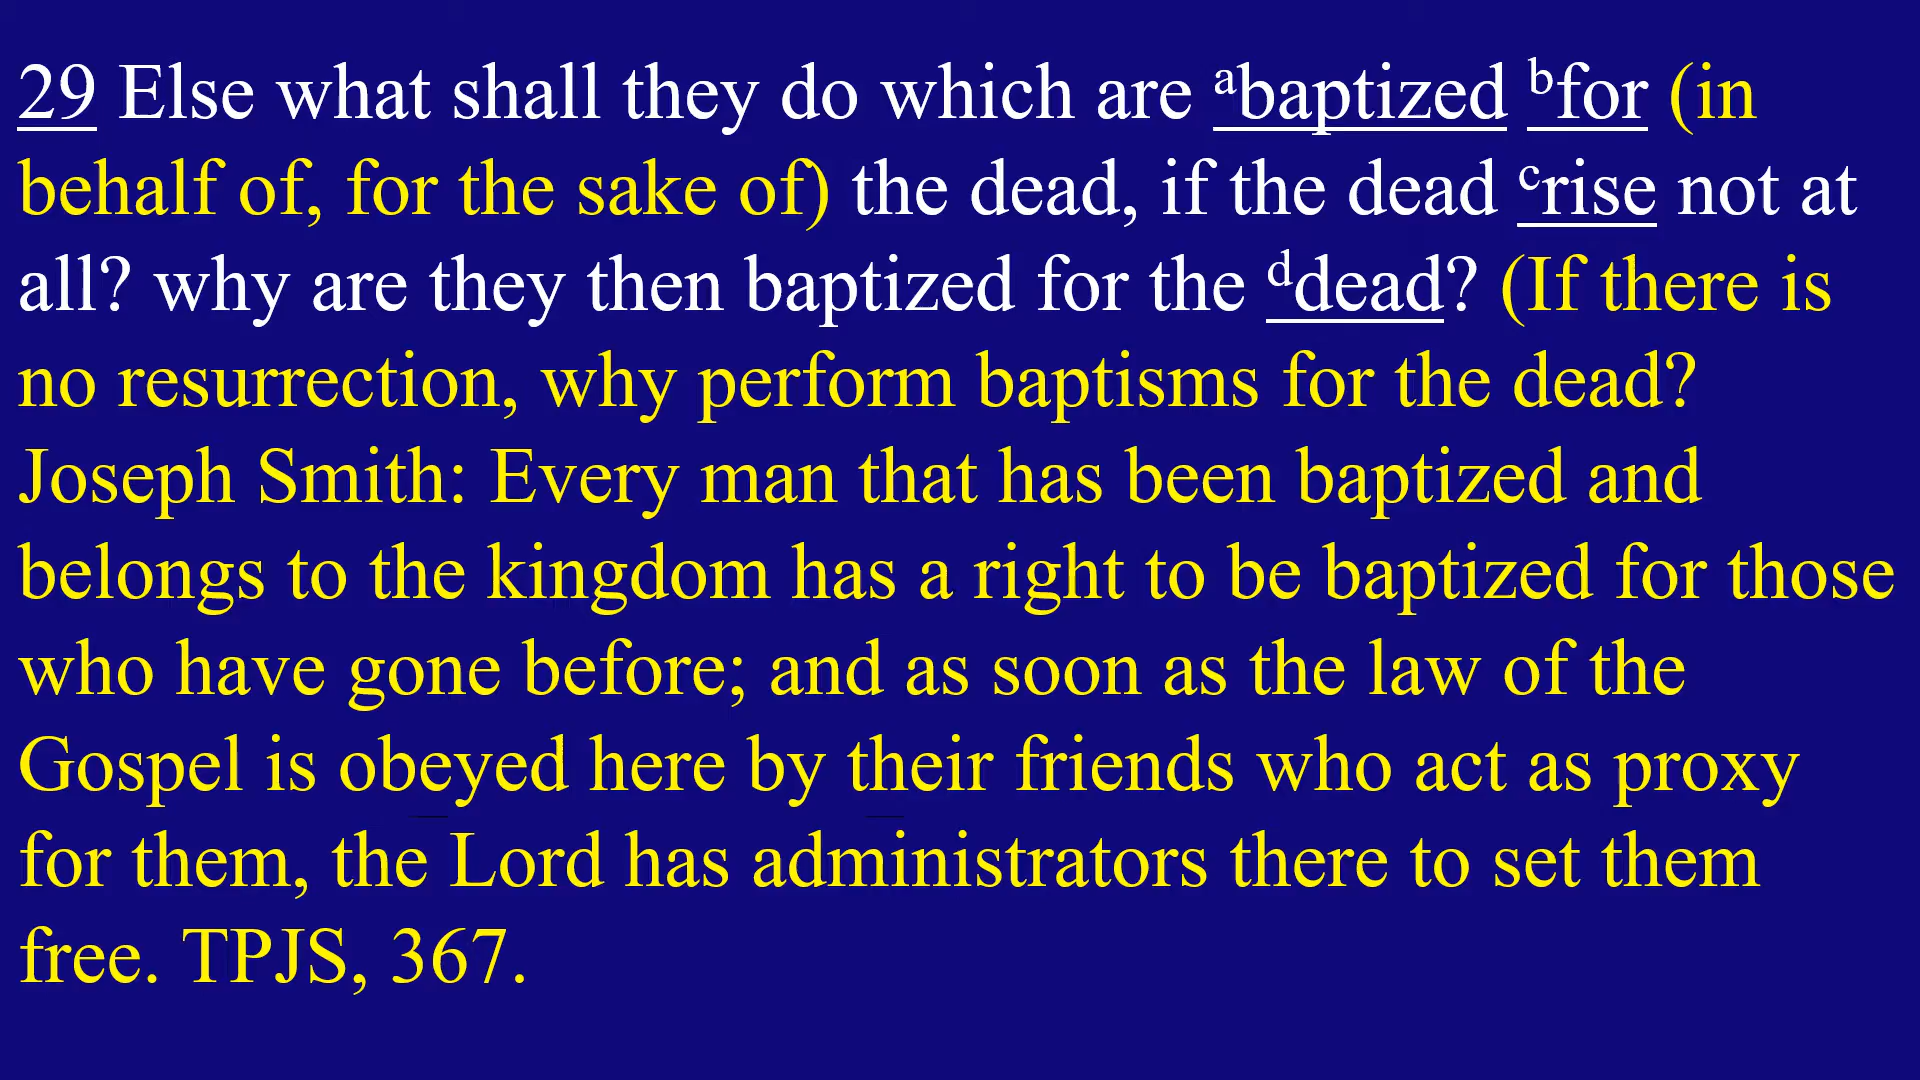 29 Else what shall they do which are ᵃbaptized ᵇfor (in
behalf of, for the sake of) the dead, if the dead ᶜrise not at
all? why are they then baptized for the ᵈdead? (If there is
no resurrection, why perform baptisms for the dead?
Joseph Smith: Every man that has been baptized and
belongs to the kingdom has a right to be baptized for those
who have gone before; and as soon as the law of the
Gospel is obeyed here by their friends who act as proxy
for them, the Lord has administrators there to set them
free. TPJS, 367.